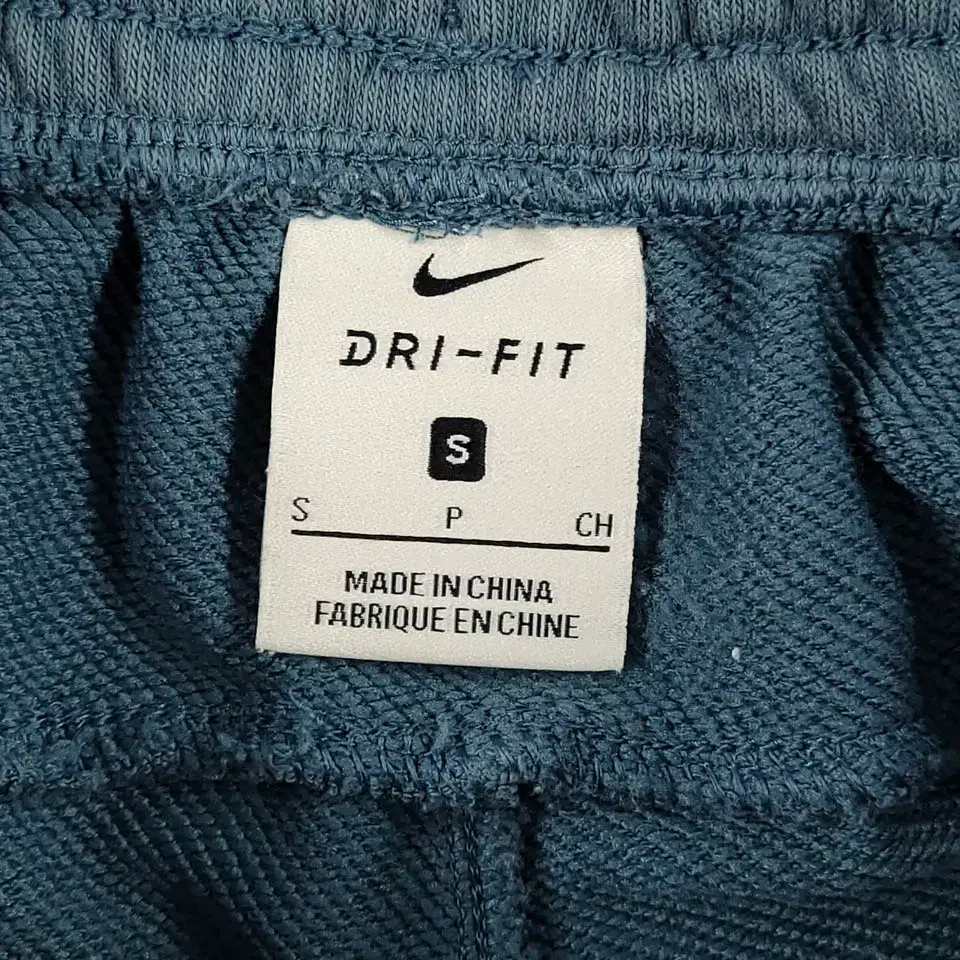 DRI-FIT
S
S P CH
MADE IN CHINA
FABRIQUE EN CHINE